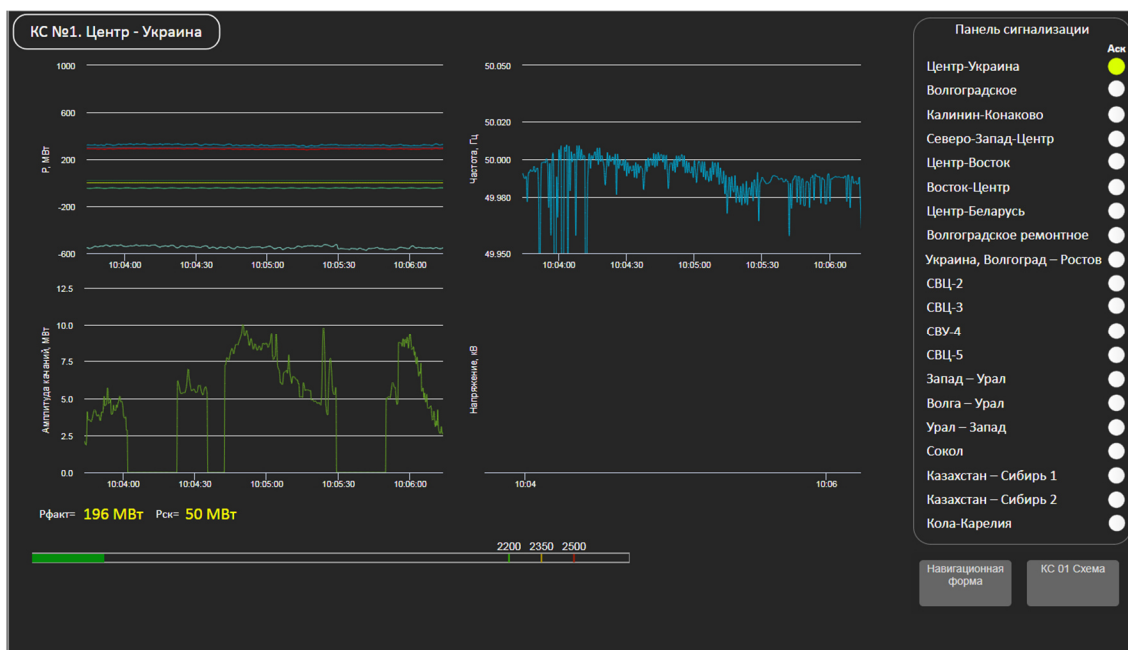 КС №1. Центр - Украина
P, МВт
1000
600
200
-200
-600
10:04:00 10:04:30 10:05:00 10:05:30 10:06:00
Частота, Гц
50.050
50.020
50.000
49.980
49.950
10:04:00 10:04:30 10:05:00 10:05:30 10:06:00
Амплитуда качаний, МВт
12.5
10.0
7.5
5.0
2.5
0.0
10:04:00 10:04:30 10:05:00 10:05:30 10:06:00
Напряжение, кВ
10:04 10:06
Pфакт= 196 МВт Pск= 50 МВт
2200 2350 2500
Панель сигнализации
Аск
Центр-Украина
Волгоградское
Калинин-Конаково
Северо-Запад-Центр
Центр-Восток
Восток-Центр
Центр-Беларусь
Волгоградское ремонтное
Украина, Волгоград – Ростов
СВЦ-2
СВЦ-3
СВУ-4
СВЦ-5
Запад – Урал
Волга – Урал
Урал – Запад
Сокол
Казахстан – Сибирь 1
Казахстан – Сибирь 2
Кола-Карелия
Навигационная
форма
КС 01 Схема